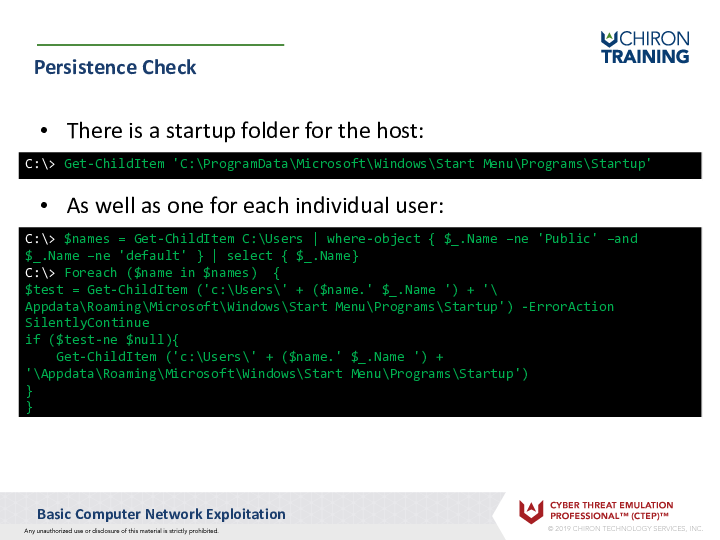 CHIRON
TRAINING
Persistence Check
• There is a startup folder for the host:
C:\> Get-ChildItem 'C:\ProgramData\Microsoft\Windows\Start Menu\Programs\Startup'
• As well as one for each individual user:
C:\> $names = Get-ChildItem C:\Users | where-object { $_.Name –ne 'Public' –and
$_.Name –ne 'default' } | select { $_.Name}
C:\> Foreach ($name in $names)  {
$test = Get-ChildItem ('c:\Users\' + ($name.' $_.Name ') + '\
Appdata\Roaming\Microsoft\Windows\Start Menu\Programs\Startup') -ErrorAction
SilentlyContinue
if ($test-ne $null){
    Get-ChildItem ('c:\Users\' + ($name.' $_.Name ') +
'\Appdata\Roaming\Microsoft\Windows\Start Menu\Programs\Startup')
}
}
Basic Computer Network Exploitation
Any unauthorized use or disclosure of this material is strictly prohibited.
CYBER THREAT EMULATION
PROFESSIONAL™ (CTEP)™
© 2019 CHIRON TECHNOLOGY SERVICES, INC.